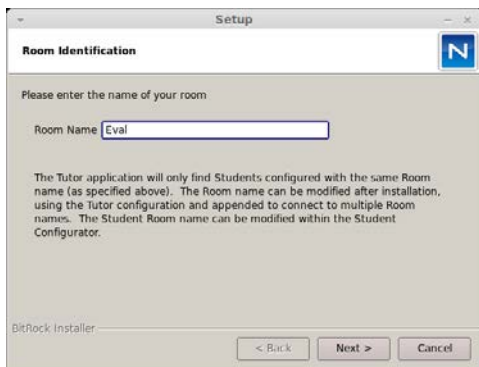 Setup
Room Identification
N
Please enter the name of your room
Room Name Eval
The Tutor application will only find Students configured with the same Room
name (as specified above). The Room name can be modified after installation,
using the Tutor configuration and appended to connect to multiple Room
names. The Student Room name can be modified within the Student
Configurator.
BitRock Installer
< Back Next > Cancel